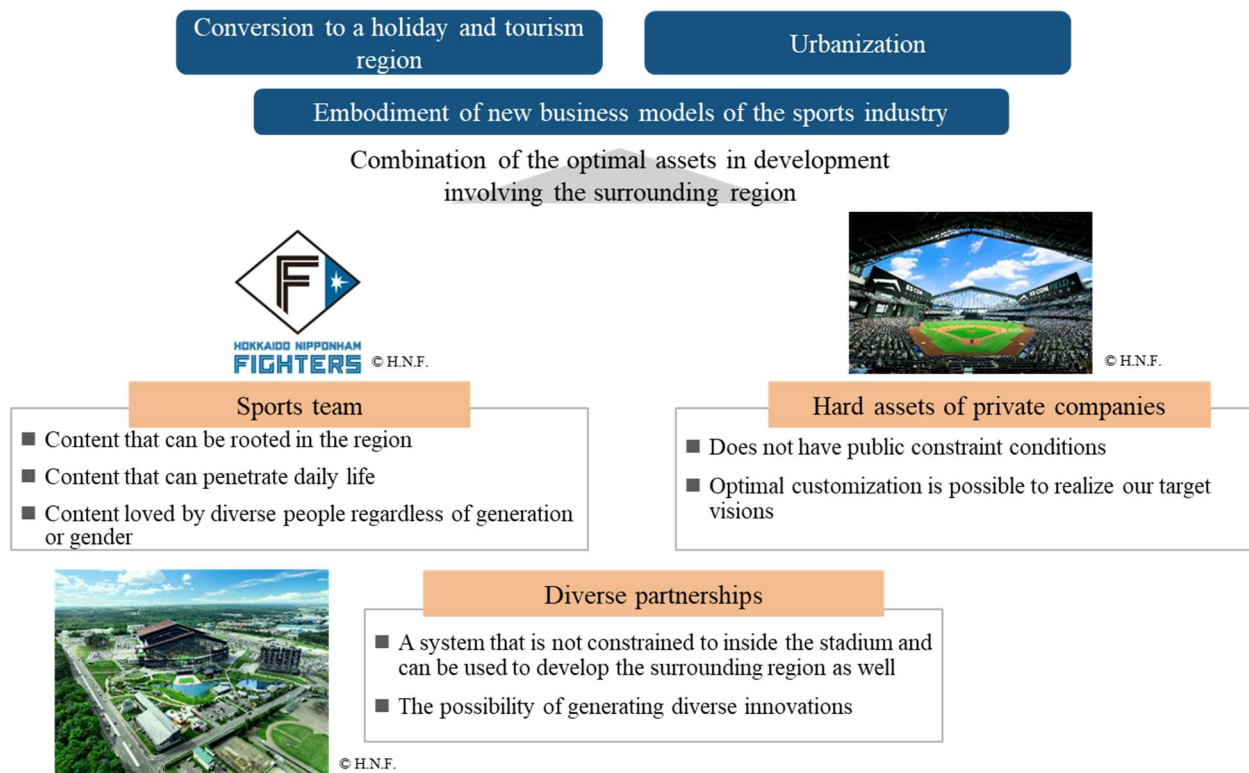 Conversion to a holiday and tourism
region
Urbanization
Embodiment of new business models of the sports industry
Combination of the optimal assets in development
involving the surrounding region
F
HOKKAIDO NIPPONHAM
FIGHTERS
© H.N.F.
ES CON
ES CON FIELD
© H.N.F.
Sports team
■ Content that can be rooted in the region
■ Content that can penetrate daily life
■ Content loved by diverse people regardless of generation
or gender
Hard assets of private companies
■ Does not have public constraint conditions
■ Optimal customization is possible to realize our target
visions
Diverse partnerships
■ A system that is not constrained to inside the stadium and
can be used to develop the surrounding region as well
■ The possibility of generating diverse innovations
© H.N.F.